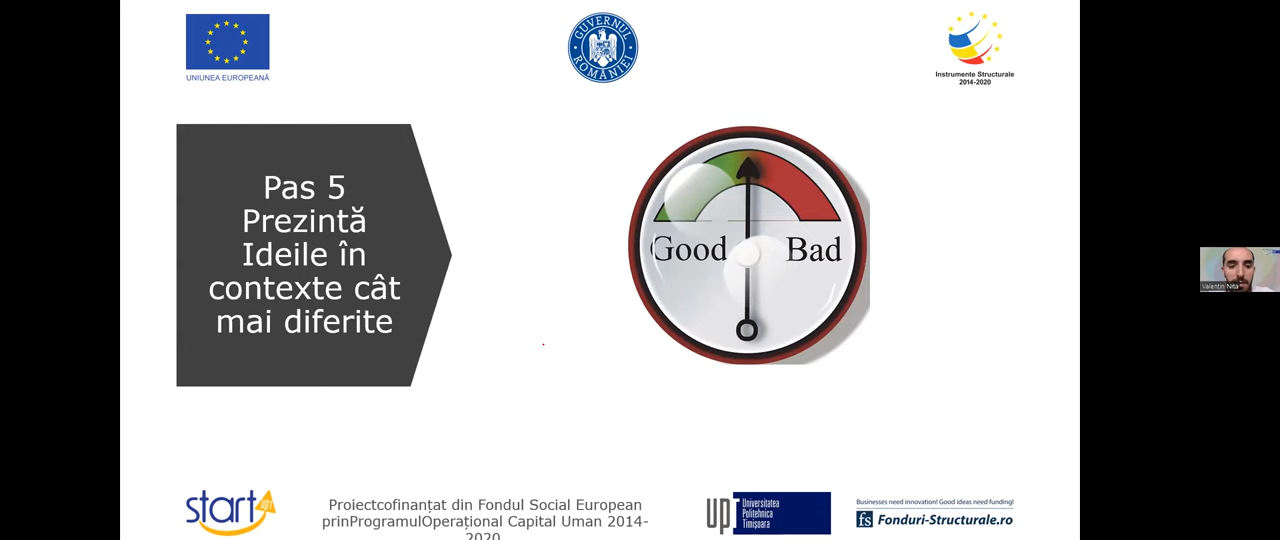 UNIUNEA EUROPEANĂ
GUVERNUL ROMÂNIEI
Instrumente Structurale
2014-2020
Pas 5
Prezintă
Ideile în
contexte cât
mai diferite
Good Bad
Valentin Nita
start UPT
Proiectcofinanțat din Fondul Social European
prinProgramulOperațional Capital Uman 2014-
2020
UPT
Universitatea
Politehnica
Timișoara
Businesses need innovation! Good ideas need funding!
fs Fonduri-Structurale.ro